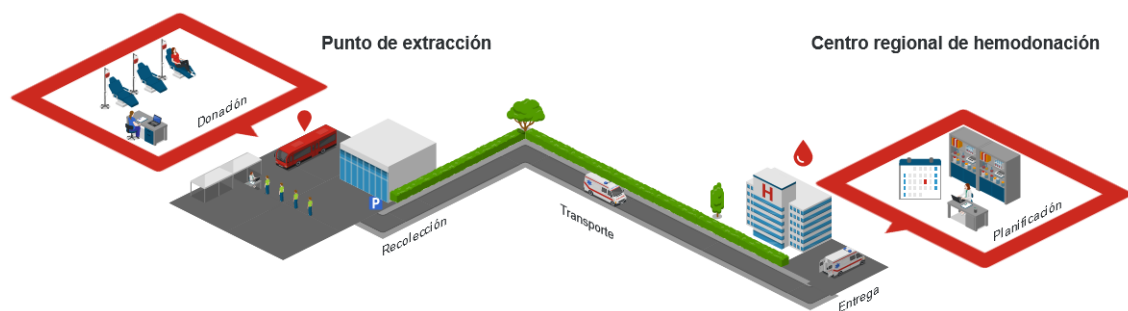 Punto de extracción
Centro regional de hemodonación
Donación
P
Recolección
Transporte
H
Entrega
Planificación